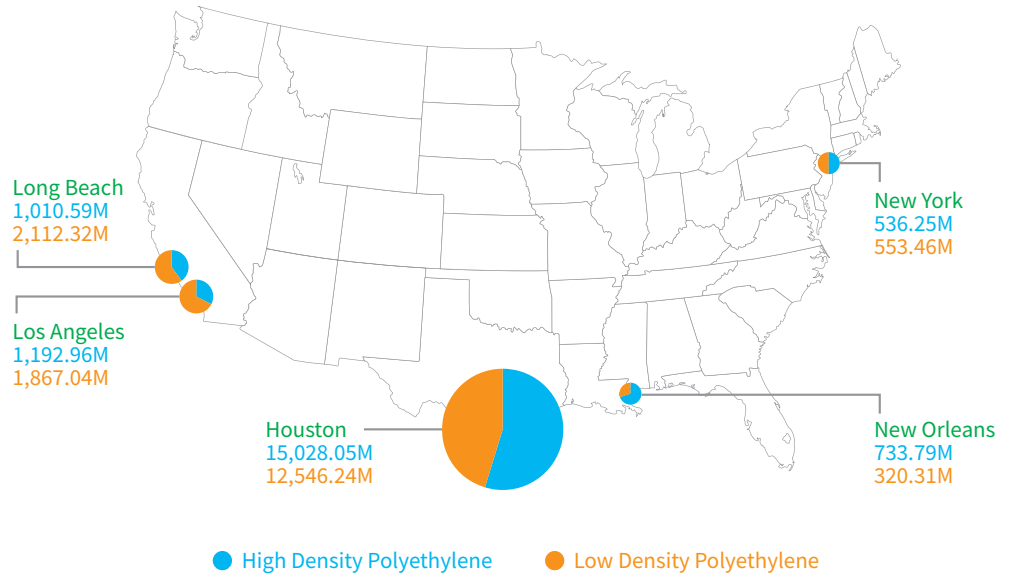 Long Beach
1,010.59M
2,112.32M
Los Angeles
1,192.96M
1,867.04M
Houston
15,028.05M
12,546.24M
New York
536.25M
553.46M
New Orleans
733.79M
320.31M
High Density Polyethylene
Low Density Polyethylene